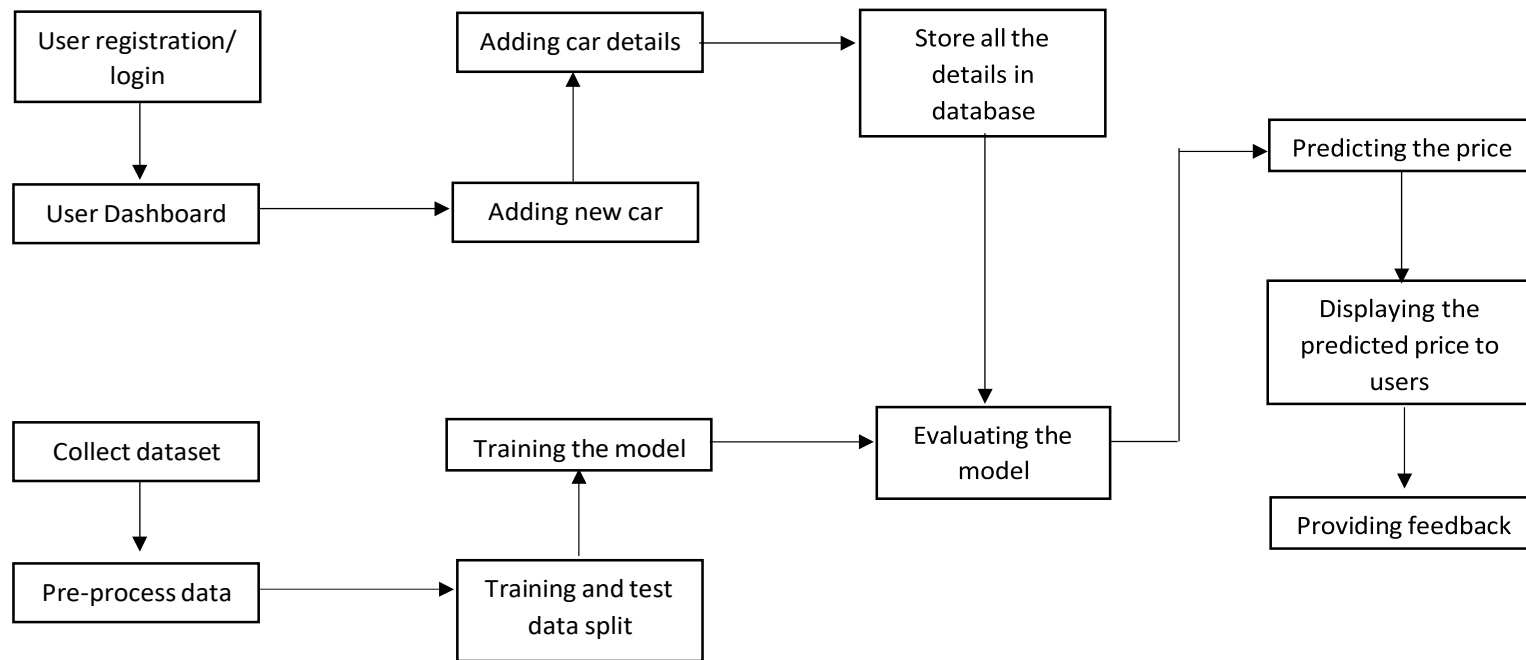 User registration/
login
Adding car details
Store all the
details in
database
Predicting the price
User Dashboard
Adding new car
Displaying the
predicted price to
users
Collect dataset
Training the model
Evaluating the
model
Providing feedback
Pre-process data
Training and test
data split